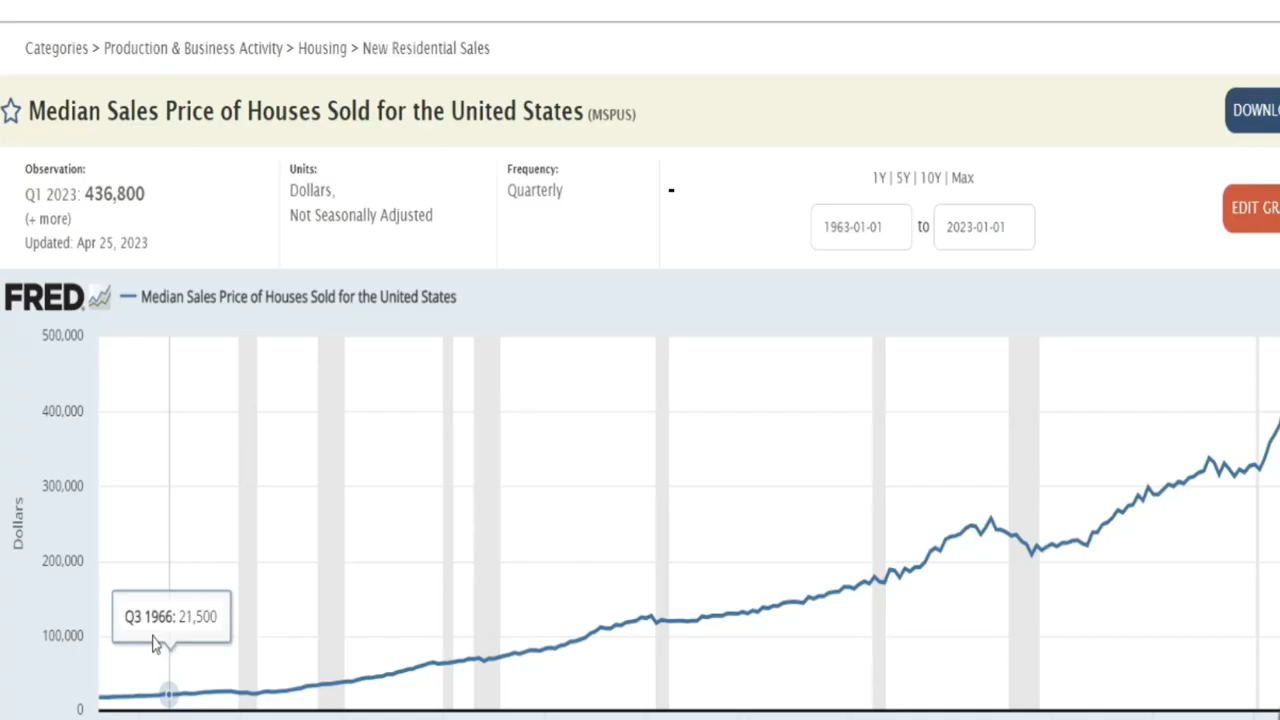 Categories > Production & Business Activity > Housing > New Residential Sales
Median Sales Price of Houses Sold for the United States (MSPUS)
DOWNLO
Observation:
Q1 2023: 436,800
(+ more)
Updated: Apr 25, 2023
Units:
Dollars,
Not Seasonally Adjusted
Frequency:
Quarterly
-
1Y | 5Y | 10Y | Max
1963-01-01 to 2023-01-01
EDIT GR
FRED
Median Sales Price of Houses Sold for the United States
500,000
400,000
300,000
200,000
100,000
0
Dollars
Q3 1966: 21,500